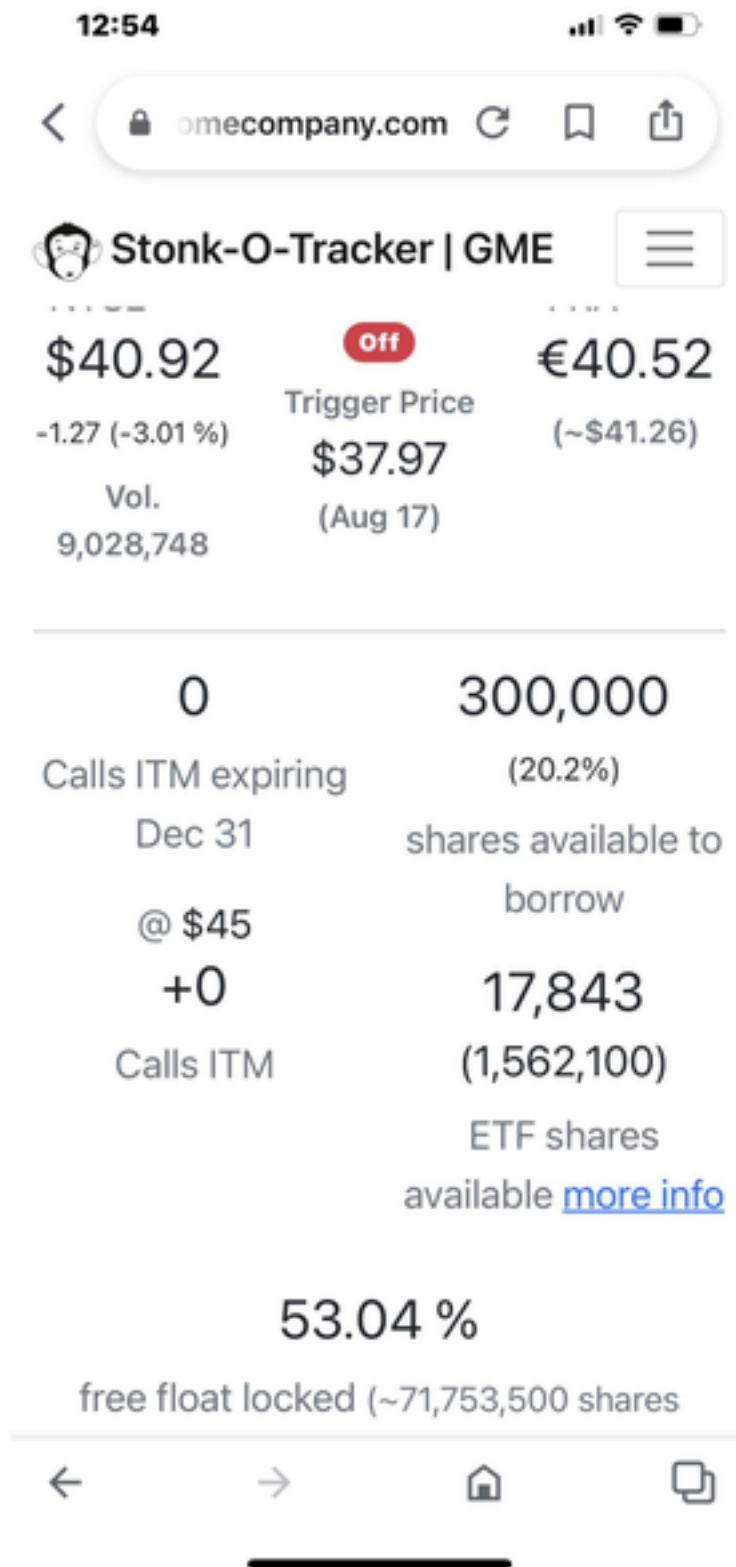 12:54
omecompany.com
Stonk-O-Tracker | GME
$40.92
-1.27 (-3.01 %)
Vol.
9,028,748
Off
Trigger Price
$37.97
(Aug 17)
€40.52
(~$41.26)
0
Calls ITM expiring
Dec 31
@ $45
+0
Calls ITM
300,000
(20.2%)
shares available to
borrow
17,843
(1,562,100)
ETF shares
available more info
53.04 %
free float locked (~71,753,500 shares